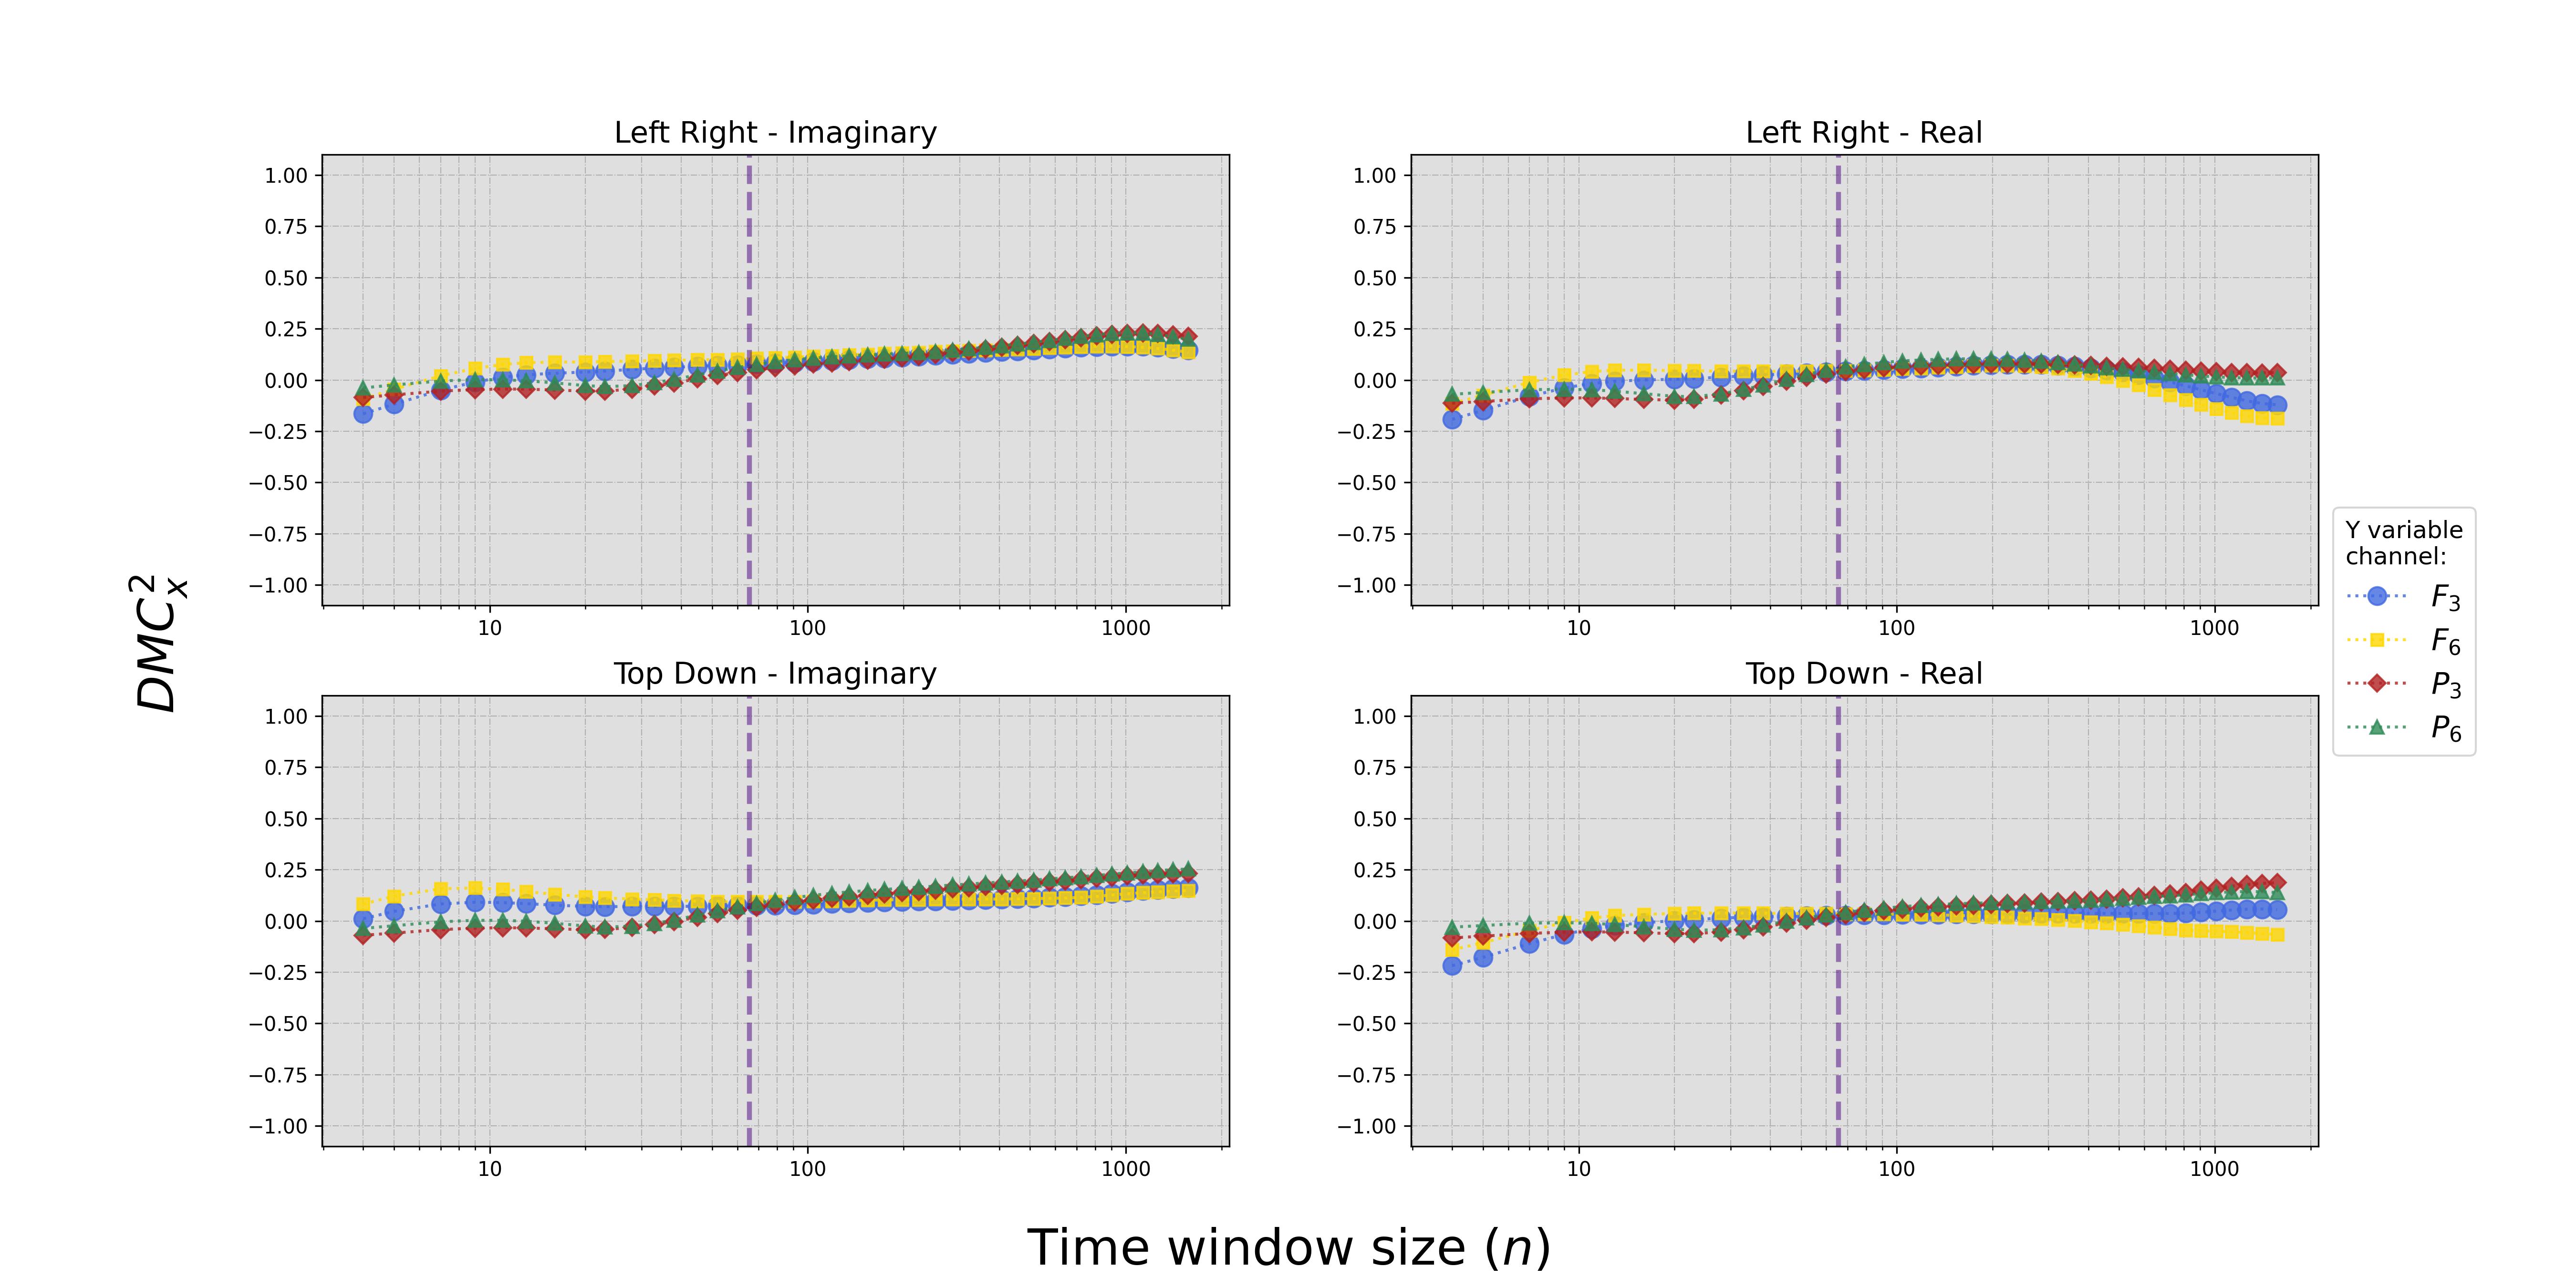 Left Right - Imaginary
1.00
0.75
0.50
0.25
0.00
−0.25
−0.50
−0.75
−1.00
10 100 1000
Left Right - Real
1.00
0.75
0.50
0.25
0.00
−0.25
−0.50
−0.75
−1.00
10 100 1000
Top Down - Imaginary
1.00
0.75
0.50
0.25
0.00
−0.25
−0.50
−0.75
−1.00
10 100 1000
Top Down - Real
1.00
0.75
0.50
0.25
0.00
−0.25
−0.50
−0.75
−1.00
10 100 1000
Y variable
channel:
F₃
F₆
P₃
P₆
DMC²ₓ
Time window size (n)